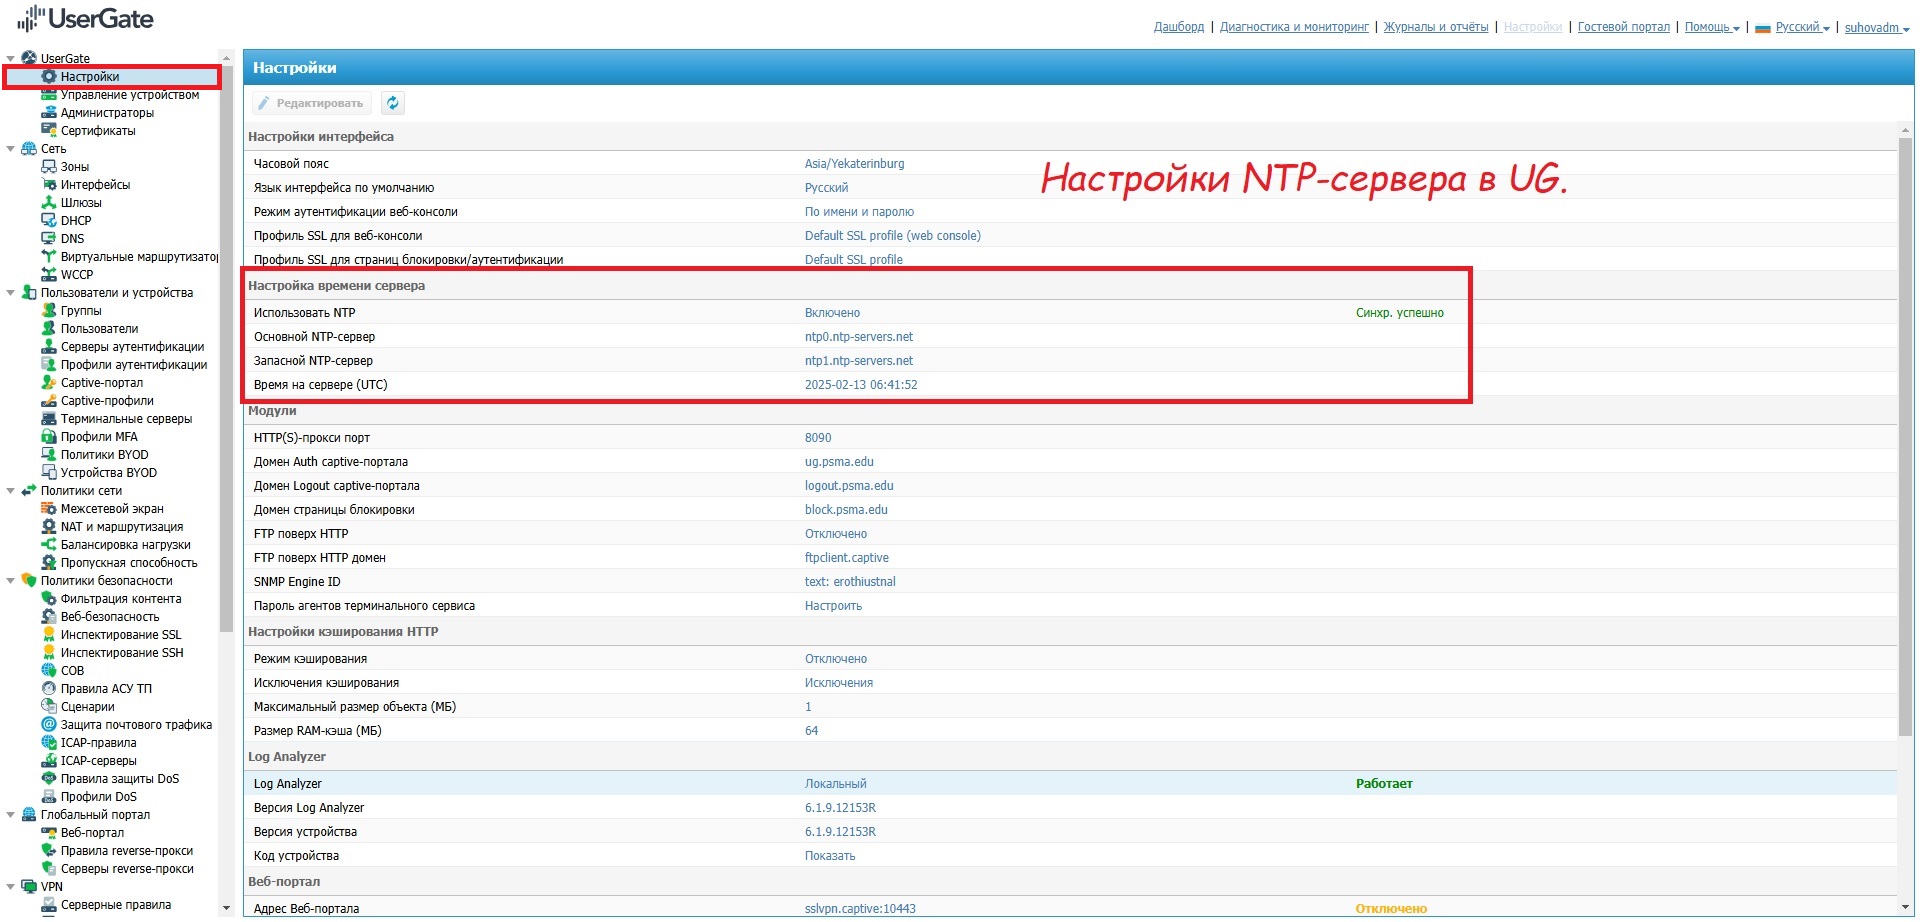 UserGate
Дашборд | Диагностика и мониторинг | Журналы и отчёты | Настройки | Гостевой портал | Помощь | Русский | suhovadm
UserGate
Настройки
Управление устройством
Администраторы
Сертификаты
Сеть
Зоны
Интерфейсы
Шлюзы
DHCP
DNS
Виртуальные маршрутизатор
WCCP
Пользователи и устройства
Группы
Пользователи
Серверы аутентификации
Профили аутентификации
Captive-портал
Captive-профили
Терминальные серверы
Профили MFA
Политики BYOD
Устройства BYOD
Политики сети
Межсетевой экран
NAT и маршрутизация
Балансировка нагрузки
Пропускная способность
Политики безопасности
Фильтрация контента
Веб-безопасность
Инспектирование SSL
Инспектирование SSH
СОВ
Правила АСУ ТП
Сценарии
Защита почтового трафика
ICAP-правила
ICAP-серверы
Правила защиты DoS
Профили DoS
Глобальный портал
Веб-портал
Правила reverse-прокси
Серверы reverse-прокси
VPN
Серверные правила
Настройки
Редактировать
Настройки интерфейса
Часовой пояс Asia/Yekaterinburg
Язык интерфейса по умолчанию Русский
Режим аутентификации веб-консоли По имени и паролю
Профиль SSL для веб-консоли Default SSL profile (web console)
Профиль SSL для страниц блокировки/аутентификации Default SSL profile
Настройки NTP-сервера в UG.
Настройка времени сервера
Использовать NTP Включено Синхр. успешно
Основной NTP-сервер ntp0.ntp-servers.net
Запасной NTP-сервер ntp1.ntp-servers.net
Время на сервере (UTC) 2025-02-13 06:41:52
Модули
HTTP(S)-прокси порт 8090
Домен Auth captive-портала ug.psma.edu
Домен Logout captive-портала logout.psma.edu
Домен страницы блокировки block.psma.edu
FTP поверх HTTP Отключено
FTP поверх HTTP домен ftpclient.captive
SNMP Engine ID text: erothiustnal
Пароль агентов терминального сервиса Настроить
Настройки кэширования HTTP
Режим кэширования Отключено
Исключения кэширования Исключения
Максимальный размер объекта (МБ) 1
Размер RAM-кэша (МБ) 64
Log Analyzer
Log Analyzer Локальный Работает
Версия Log Analyzer 6.1.9.12153R
Версия устройства 6.1.9.12153R
Код устройства Показать
Веб-портал
Адрес Веб-портала sslvpn.captive:10443 Отключено